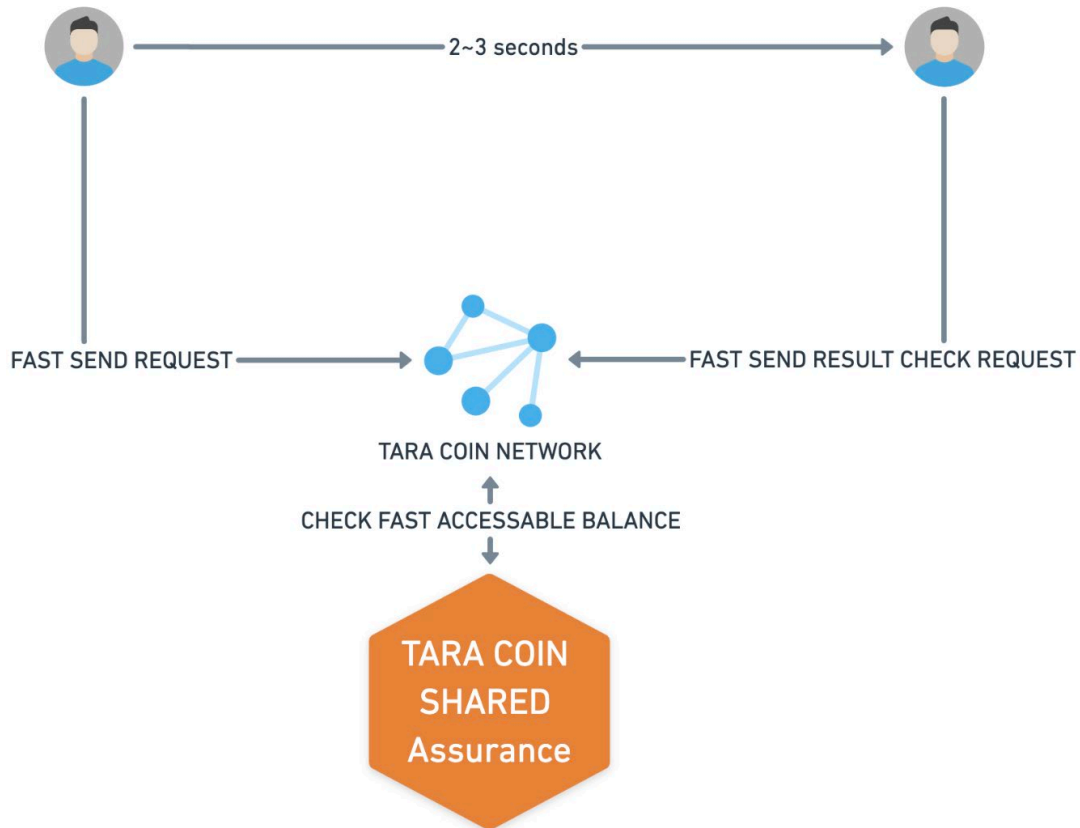 2~3 seconds
FAST SEND REQUEST
FAST SEND RESULT CHECK REQUEST
TARA COIN NETWORK
CHECK FAST ACCESSABLE BALANCE
TARA COIN
SHARED
Assurance